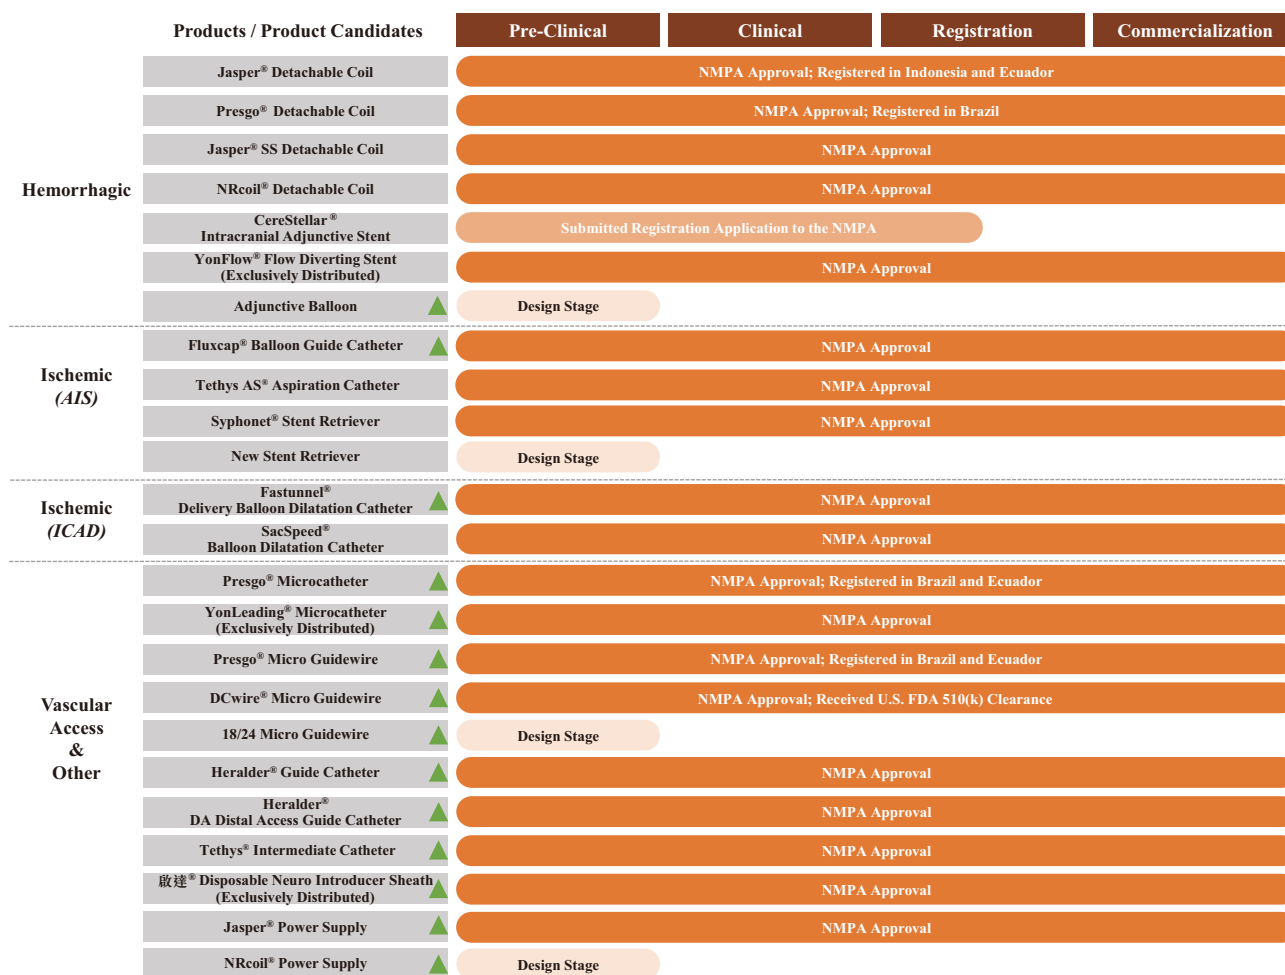 Products / Product Candidates Pre-Clinical Clinical Registration Commercialization
Hemorrhagic
Jasper® Detachable Coil NMPA Approval; Registered in Indonesia and Ecuador
Presgo® Detachable Coil NMPA Approval; Registered in Brazil
Jasper® SS Detachable Coil NMPA Approval
NRcoil® Detachable Coil NMPA Approval
CereStellar®
Intracranial Adjunctive Stent Submitted Registration Application to the NMPA
YonFlow® Flow Diverting Stent
(Exclusively Distributed) NMPA Approval
Adjunctive Balloon Design Stage
Ischemic
(AIS)
Fluxcap® Balloon Guide Catheter NMPA Approval
Tethys AS® Aspiration Catheter NMPA Approval
Syphonet® Stent Retriever NMPA Approval
New Stent Retriever Design Stage
Ischemic
(ICAD)
Fastunnel®
Delivery Balloon Dilatation Catheter NMPA Approval
SacSpeed®
Balloon Dilatation Catheter NMPA Approval
Vascular
Access
&
Other
Presgo® Microcatheter NMPA Approval; Registered in Brazil and Ecuador
YonLeading® Microcatheter
(Exclusively Distributed) NMPA Approval
Presgo® Micro Guidewire NMPA Approval; Registered in Brazil and Ecuador
DCwire® Micro Guidewire NMPA Approval; Received U.S. FDA 510(k) Clearance
18/24 Micro Guidewire Design Stage
Heralder® Guide Catheter NMPA Approval
Heralder®
DA Distal Access Guide Catheter NMPA Approval
Tethys® Intermediate Catheter NMPA Approval
啟達® Disposable Neuro Introducer Sheath
(Exclusively Distributed) NMPA Approval
Jasper® Power Supply NMPA Approval
NRcoil® Power Supply Design Stage